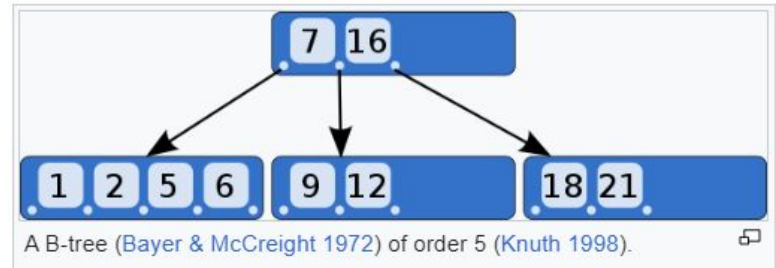 7 16
1 2 5 6 9 12 18 21
A B-tree (Bayer & McCreight 1972) of order 5 (Knuth 1998).